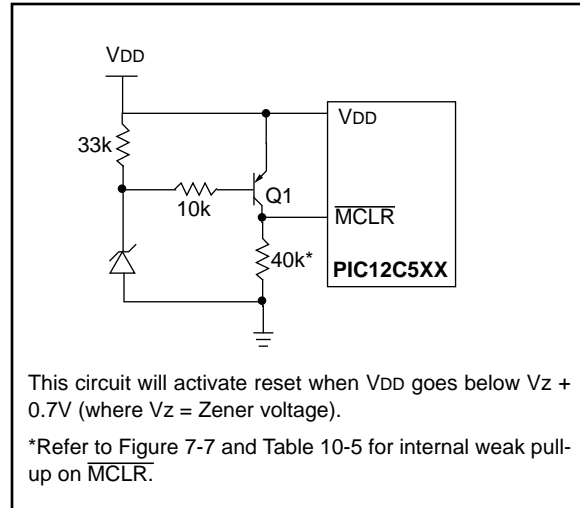 VDD
VDD
33k
Q1
10k
MCLR
40k*
PIC12C5XX
This circuit will activate reset when VDD goes below Vz +
0.7V (where Vz = Zener voltage).
*Refer to Figure 7-7 and Table 10-5 for internal weak pull-
up on MCLR.